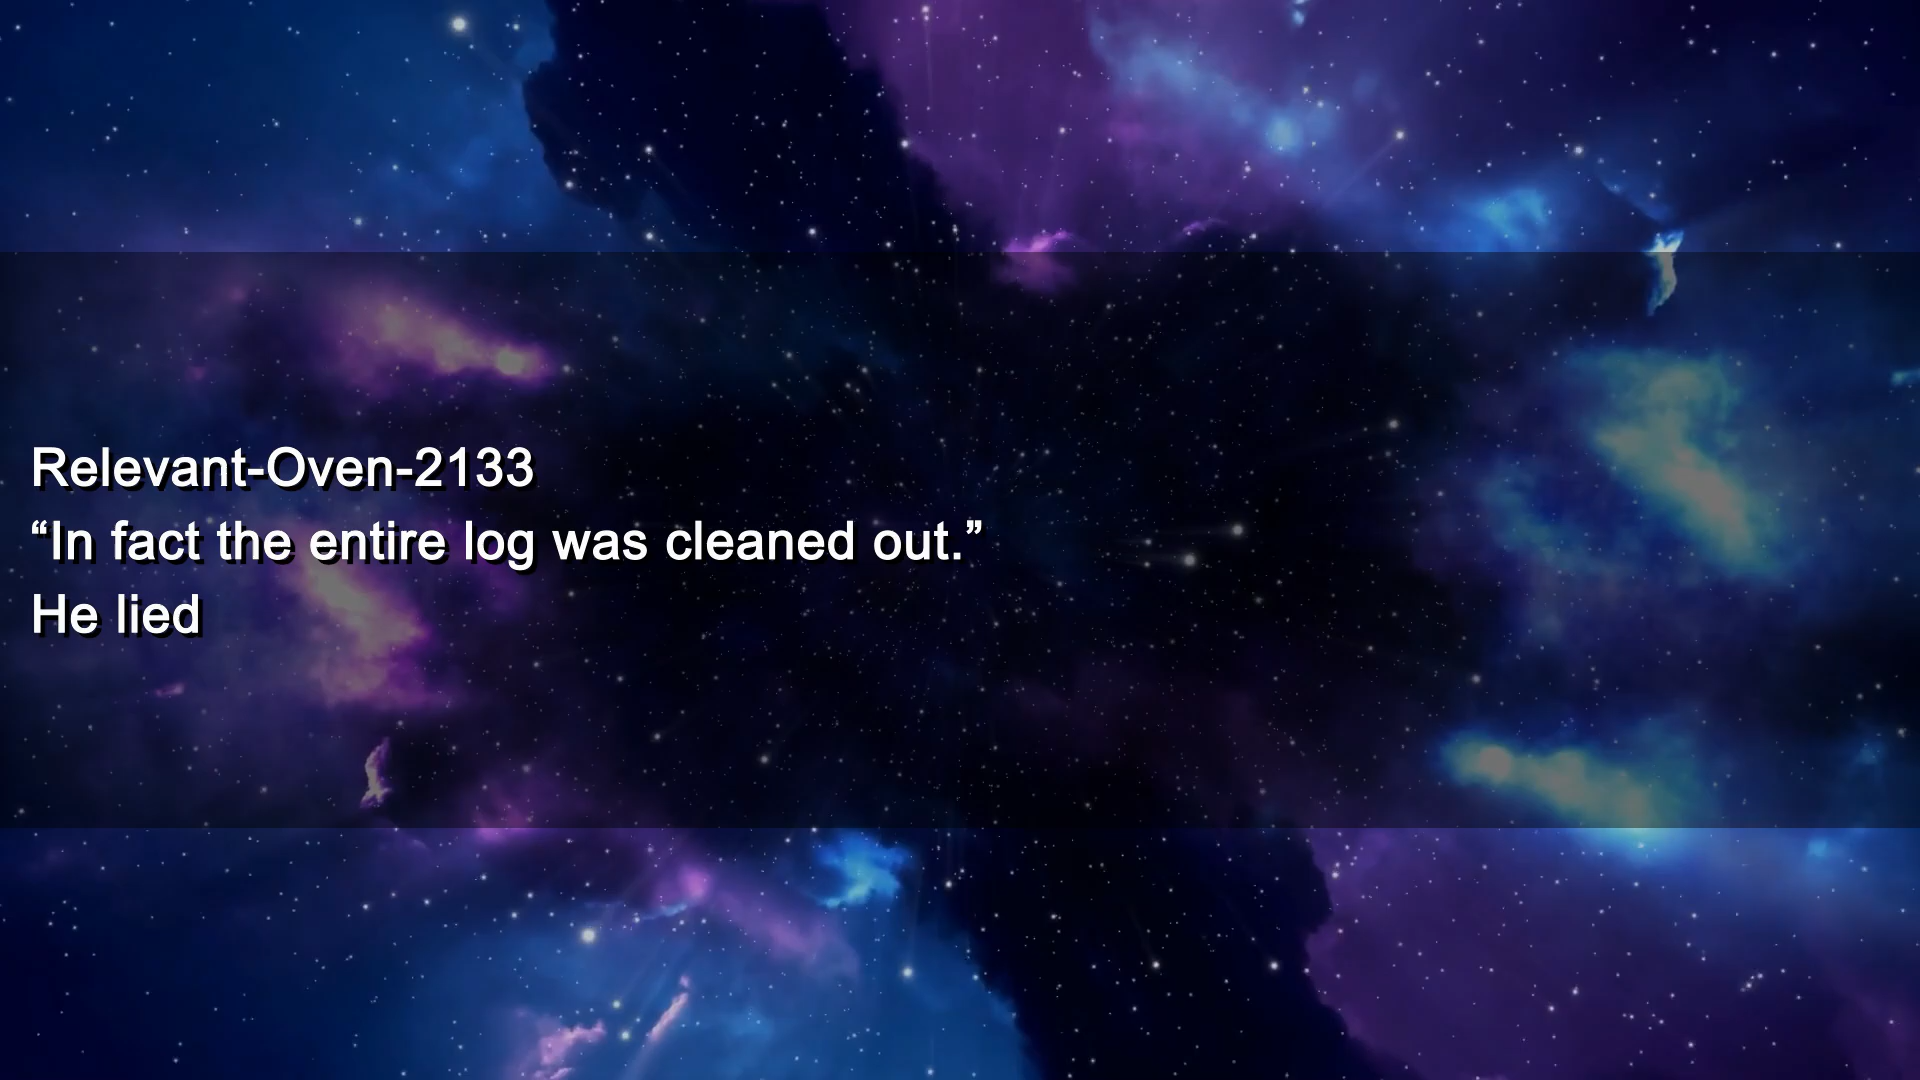 Relevant-Oven-2133
“In fact the entire log was cleaned out.”
He lied